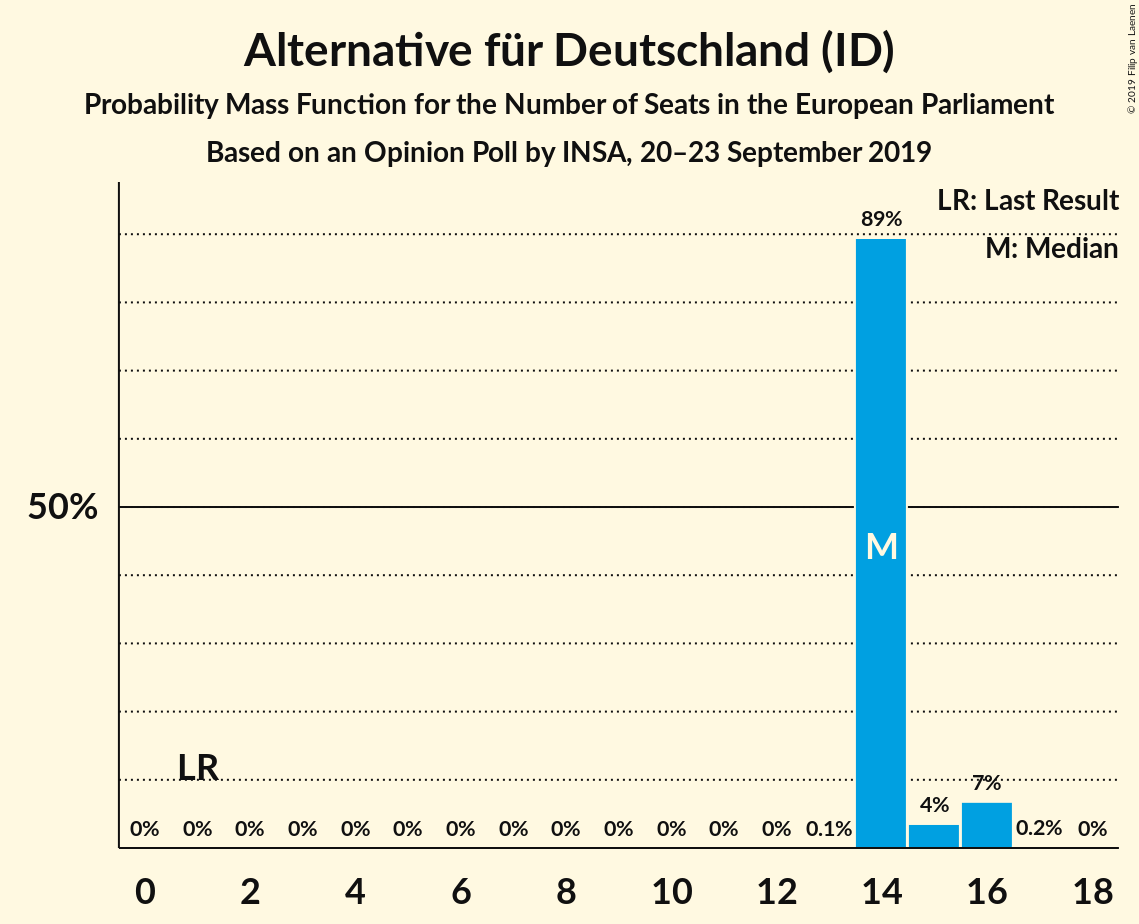 Alternative für Deutschland (ID)
Probability Mass Function for the Number of Seats in the European Parliament
Based on an Opinion Poll by INSA, 20–23 September 2019
© 2019 Filip van Laenen
LR: Last Result
M: Median
89%
50%
M
LR
7%
4%
0% 0% 0% 0% 0% 0% 0% 0% 0% 0% 0% 0% 0% 0.1% 0.2% 0%
0 2 4 6 8 10 12 14 16 18